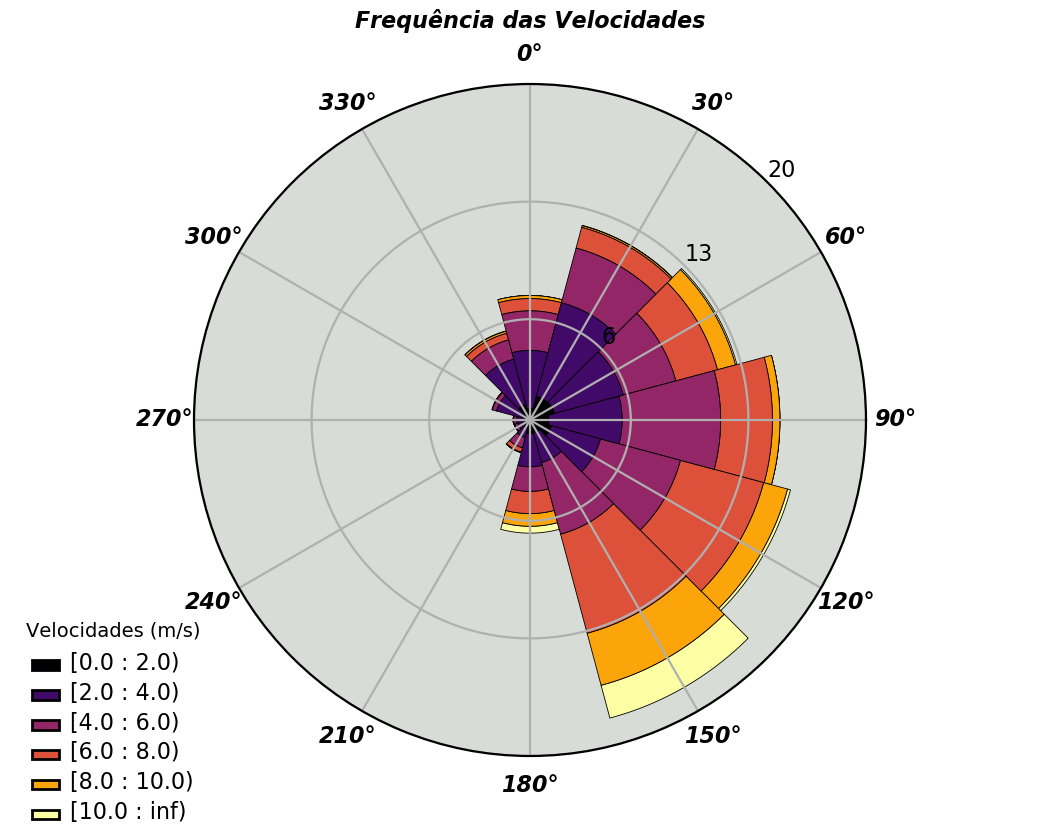 Frequência das Velocidades
0°
330°
30°
20
300°
60°
13
6
270°
90°
240°
120°
210°
150°
180°
Velocidades (m/s)
[0.0 : 2.0)
[2.0 : 4.0)
[4.0 : 6.0)
[6.0 : 8.0)
[8.0 : 10.0)
[10.0 : inf)